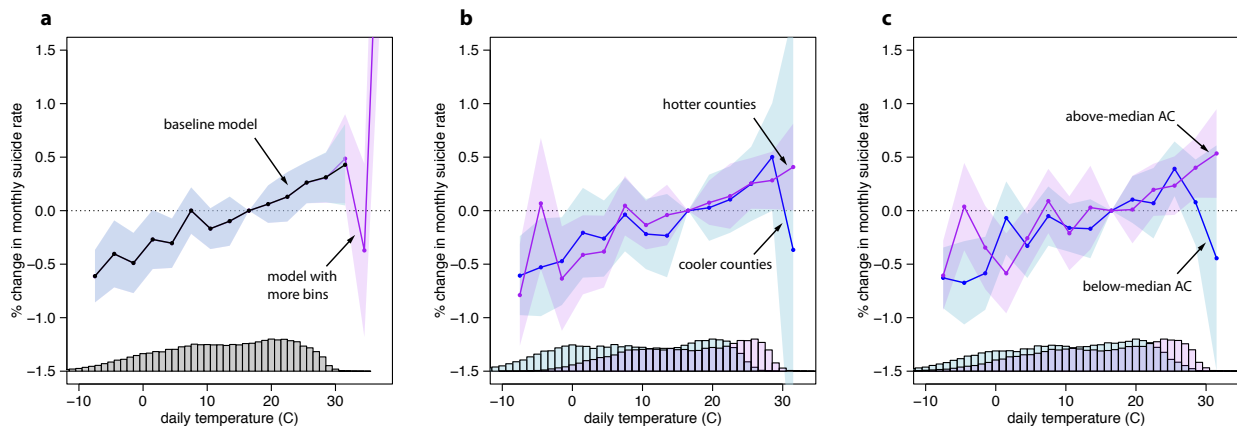 a
% change in monthly suicide rate
1.5
1.0
0.5
0.0
−0.5
−1.0
−1.5
baseline model
model with
more bins
−10
0
10
20
30
daily temperature (C)
b
% change in monthly suicide rate
1.5
1.0
0.5
0.0
−0.5
−1.0
−1.5
hotter counties
cooler counties
−10
0
10
20
30
daily temperature (C)
c
% change in monthly suicide rate
1.5
1.0
0.5
0.0
−0.5
−1.0
−1.5
above-median AC
below-median AC
−10
0
10
20
30
daily temperature (C)